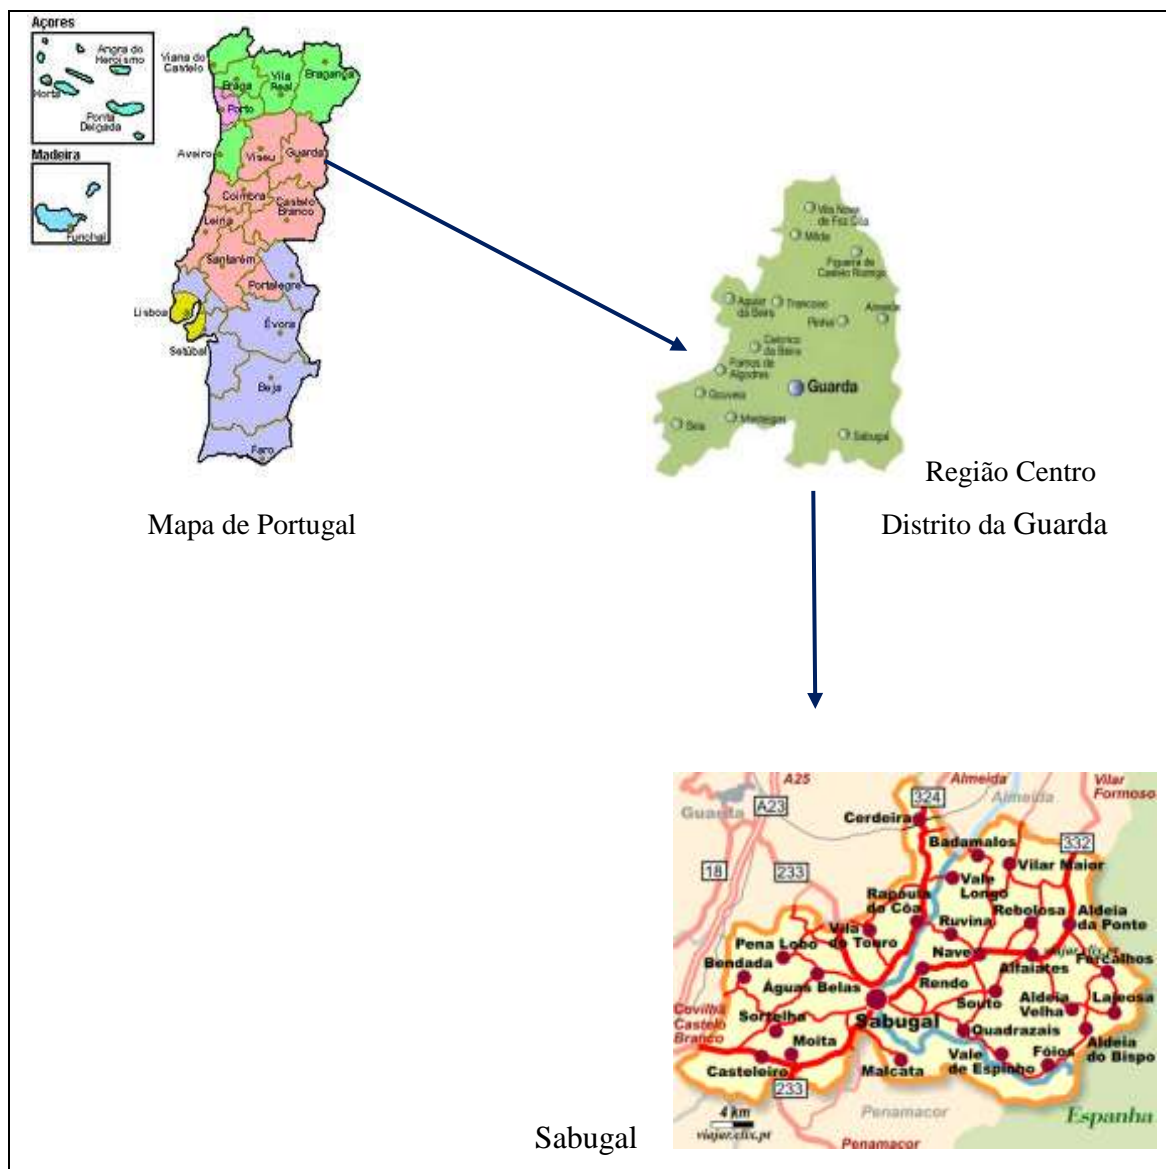 Açores
Angra do
Heroísmo
Horta
Ponta
Delgada
Madeira
Funchal
Viana do
Castelo
Braga
Vila
Real
Bragança
Porto
Aveiro
Viseu
Guarda
Coimbra
Castelo
Branco
Leiria
Santarém
Portalegre
Lisboa
Setúbal
Évora
Beja
Faro
Mapa de Portugal
Vila Nova
de Foz Côa
Mêda
Figueira de
Castelo Rodrigo
Aguiar
da Beira
Trancoso
Almeida
Pinhel
Celorico
da Beira
Fornos de
Algodres
Guarda
Gouveia
Manteigas
Seia
Sabugal
Região Centro
Distrito da Guarda
A25
Almeida
Vilar
Formoso
Guarda
A23
324
Almeida
Cerdeira
Badamalos
332
18
233
Vilar Maior
Vale
Longo
Rapoula
do Côa
Ruvina
Rebolosa
Aldeia
da Ponte
Vila
do Touro
Pena Lobo
Nave
viajar.clix.pt
Forcalhos
Bendada
Alfaiates
Águas Belas
Rendo
Souto
Aldeia
Velha
Lajeosa
Covilhã
Castelo
Branco
Sortelha
Sabugal
Quadrazais
Moita
Aldeia
do Bispo
Casteleiro
Malcata
Vale
de Espinho
Fóios
233
4 km
viajar.clix.pt
Penamacor
Penamacor
Espanha
Sabugal